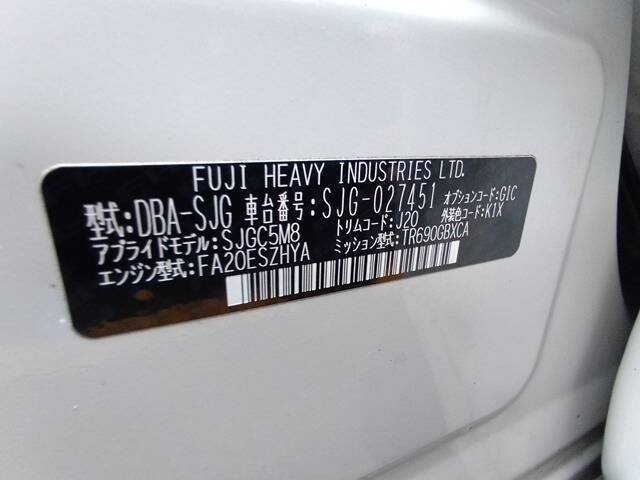 FUJI HEAVY INDUSTRIES LTD.
型式:DBA-SJG 車台番号:SJG-027451 オプションコード:GIC
アプライドモデル:SJGC5M8 トリムコード:J20 外装色コード:K1X
エンジン型式:FA20ESZHYA ミッション型式:TR690GBXCA